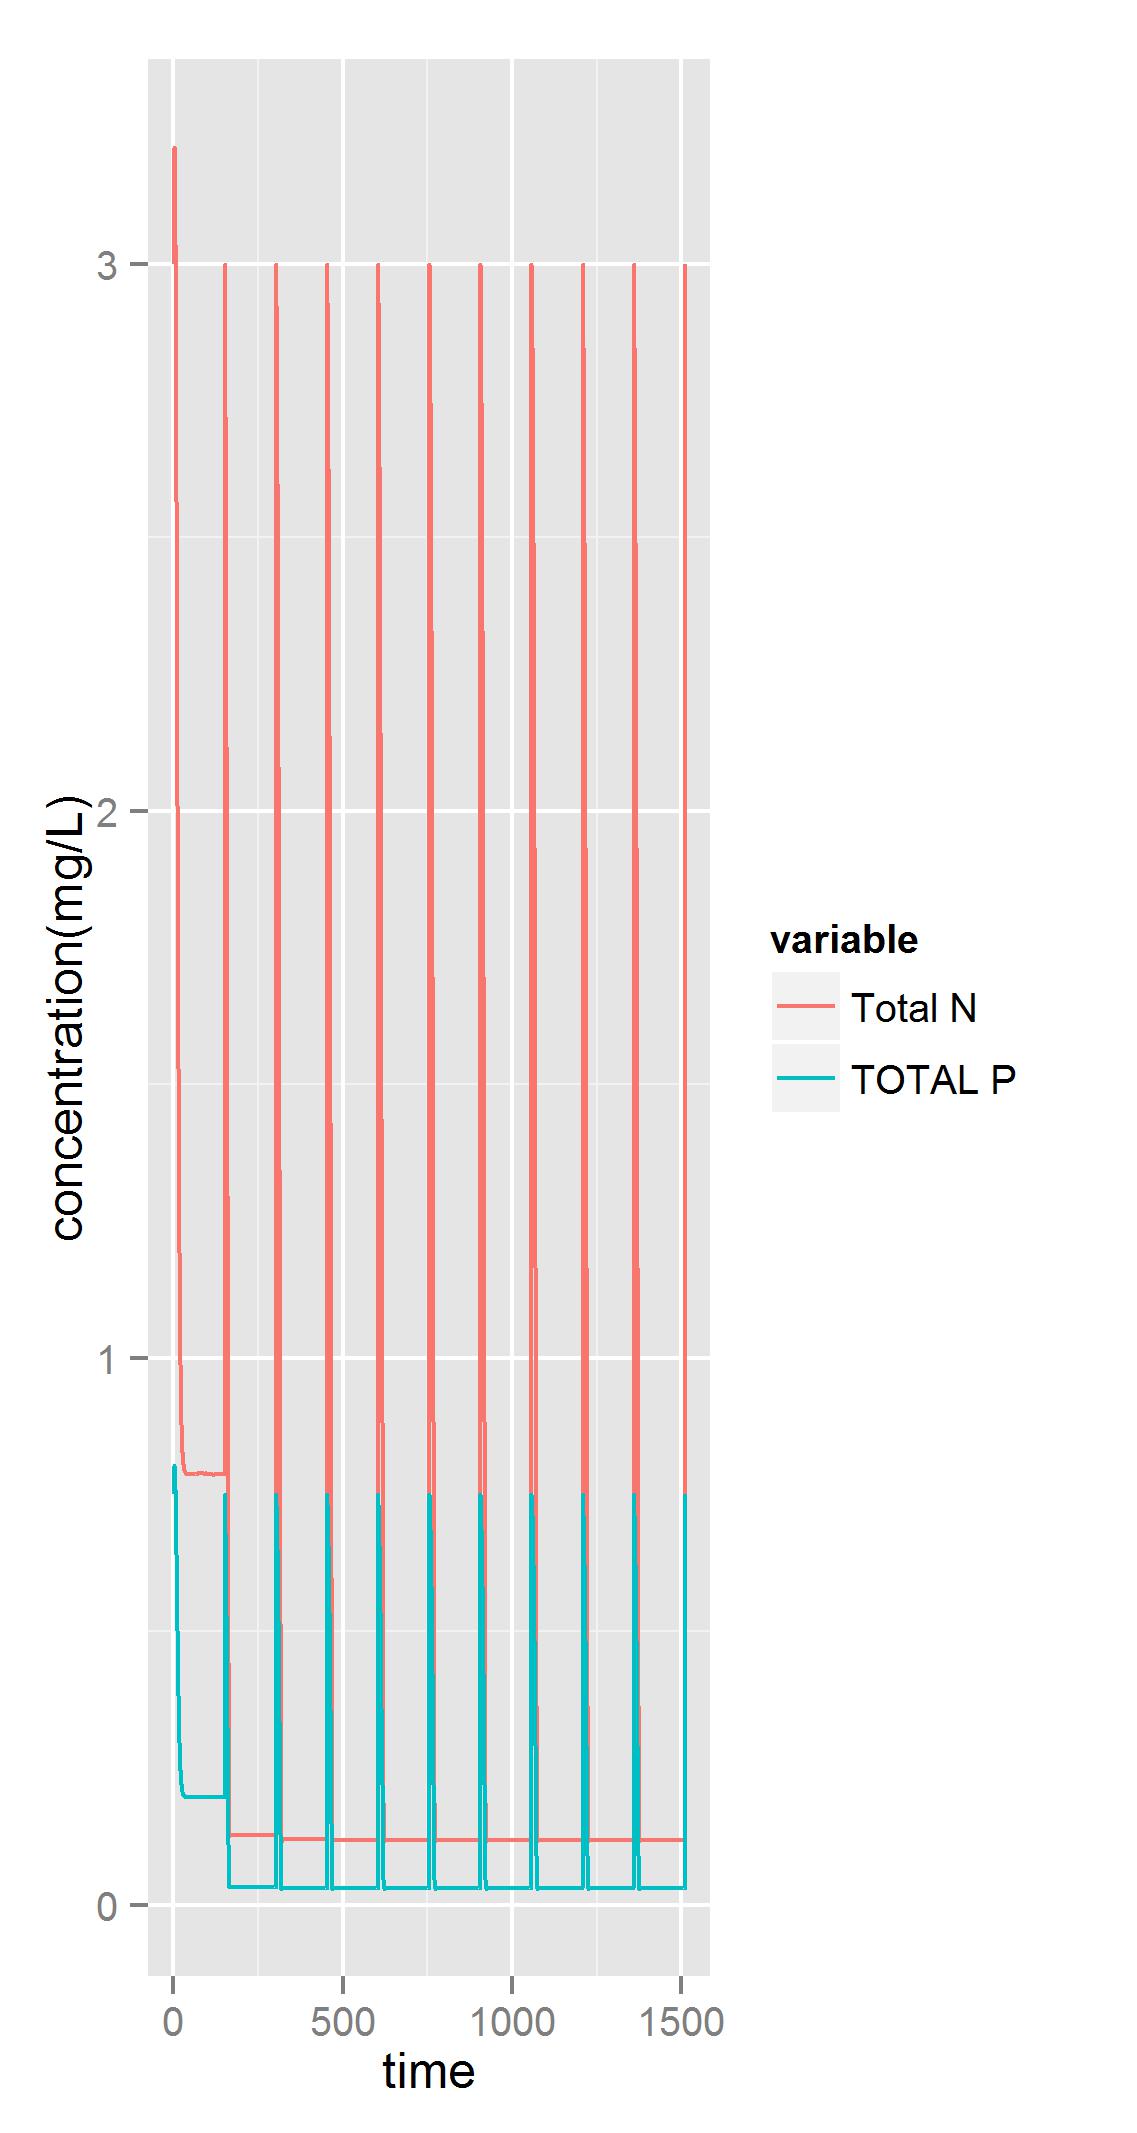 concentration(mg/L)
3
2
1
0
0 500 1000 1500
time
variable
Total N
TOTAL P